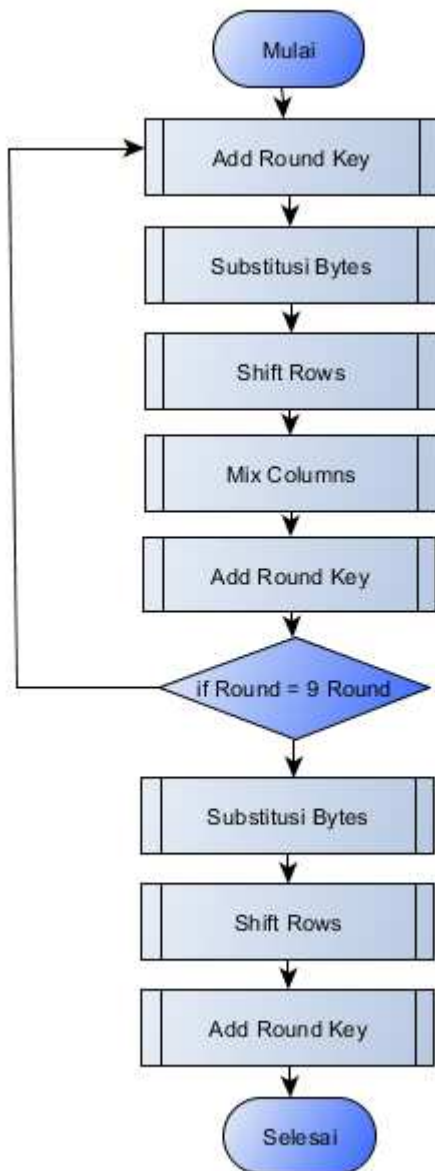 Mulai
Add Round Key
Substitusi Bytes
Shift Rows
Mix Columns
Add Round Key
if Round = 9 Round
Substitusi Bytes
Shift Rows
Add Round Key
Selesai